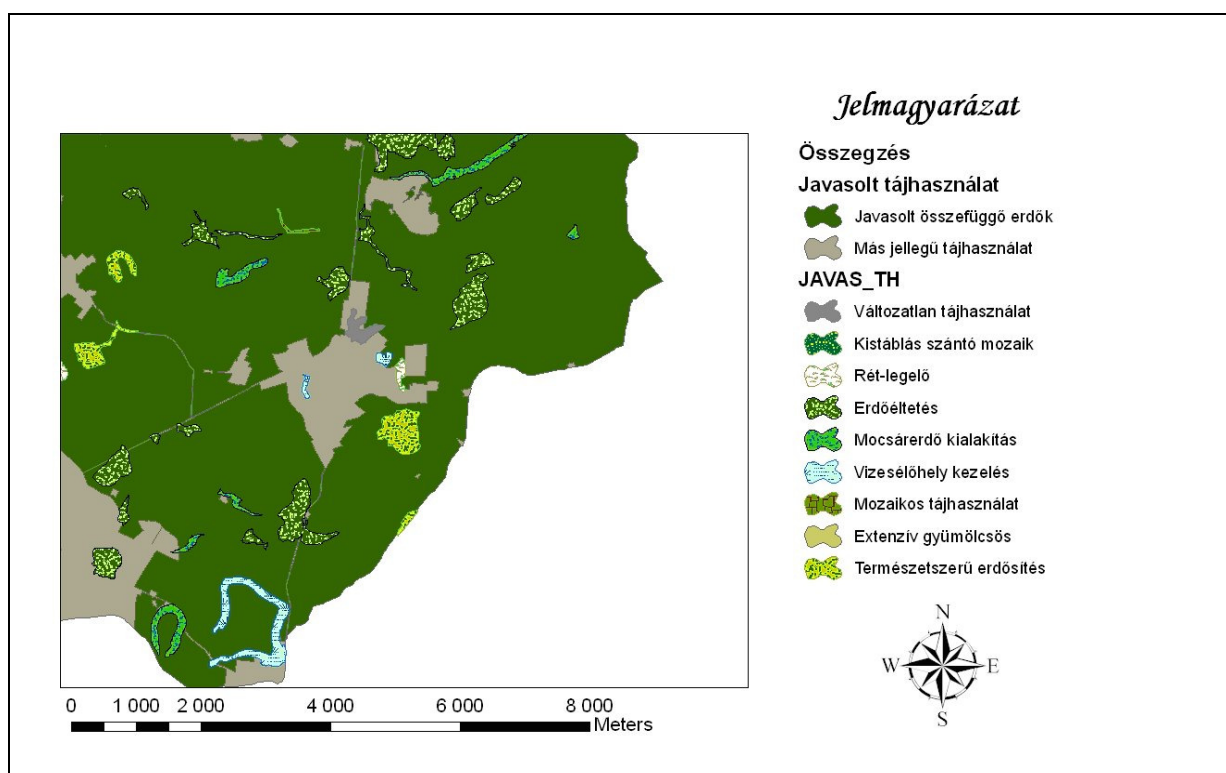 Jelmagyarázat
Összegzés
Javasolt tájhasználat
Javasolt összefüggő erdők
Más jellegű tájhasználat
JAVAS_TH
Változatlan tájhasználat
Kistáblás szántó mozaik
Rét-legelő
Erdőéltetés
Mocsárerdő kialakítás
Vizesélőhely kezelés
Mozaikos tájhasználat
Extenzív gyümölcsös
Természetszerű erdősítés
N
W E
S
0 1 000 2 000 4 000 6 000 8 000
Meters